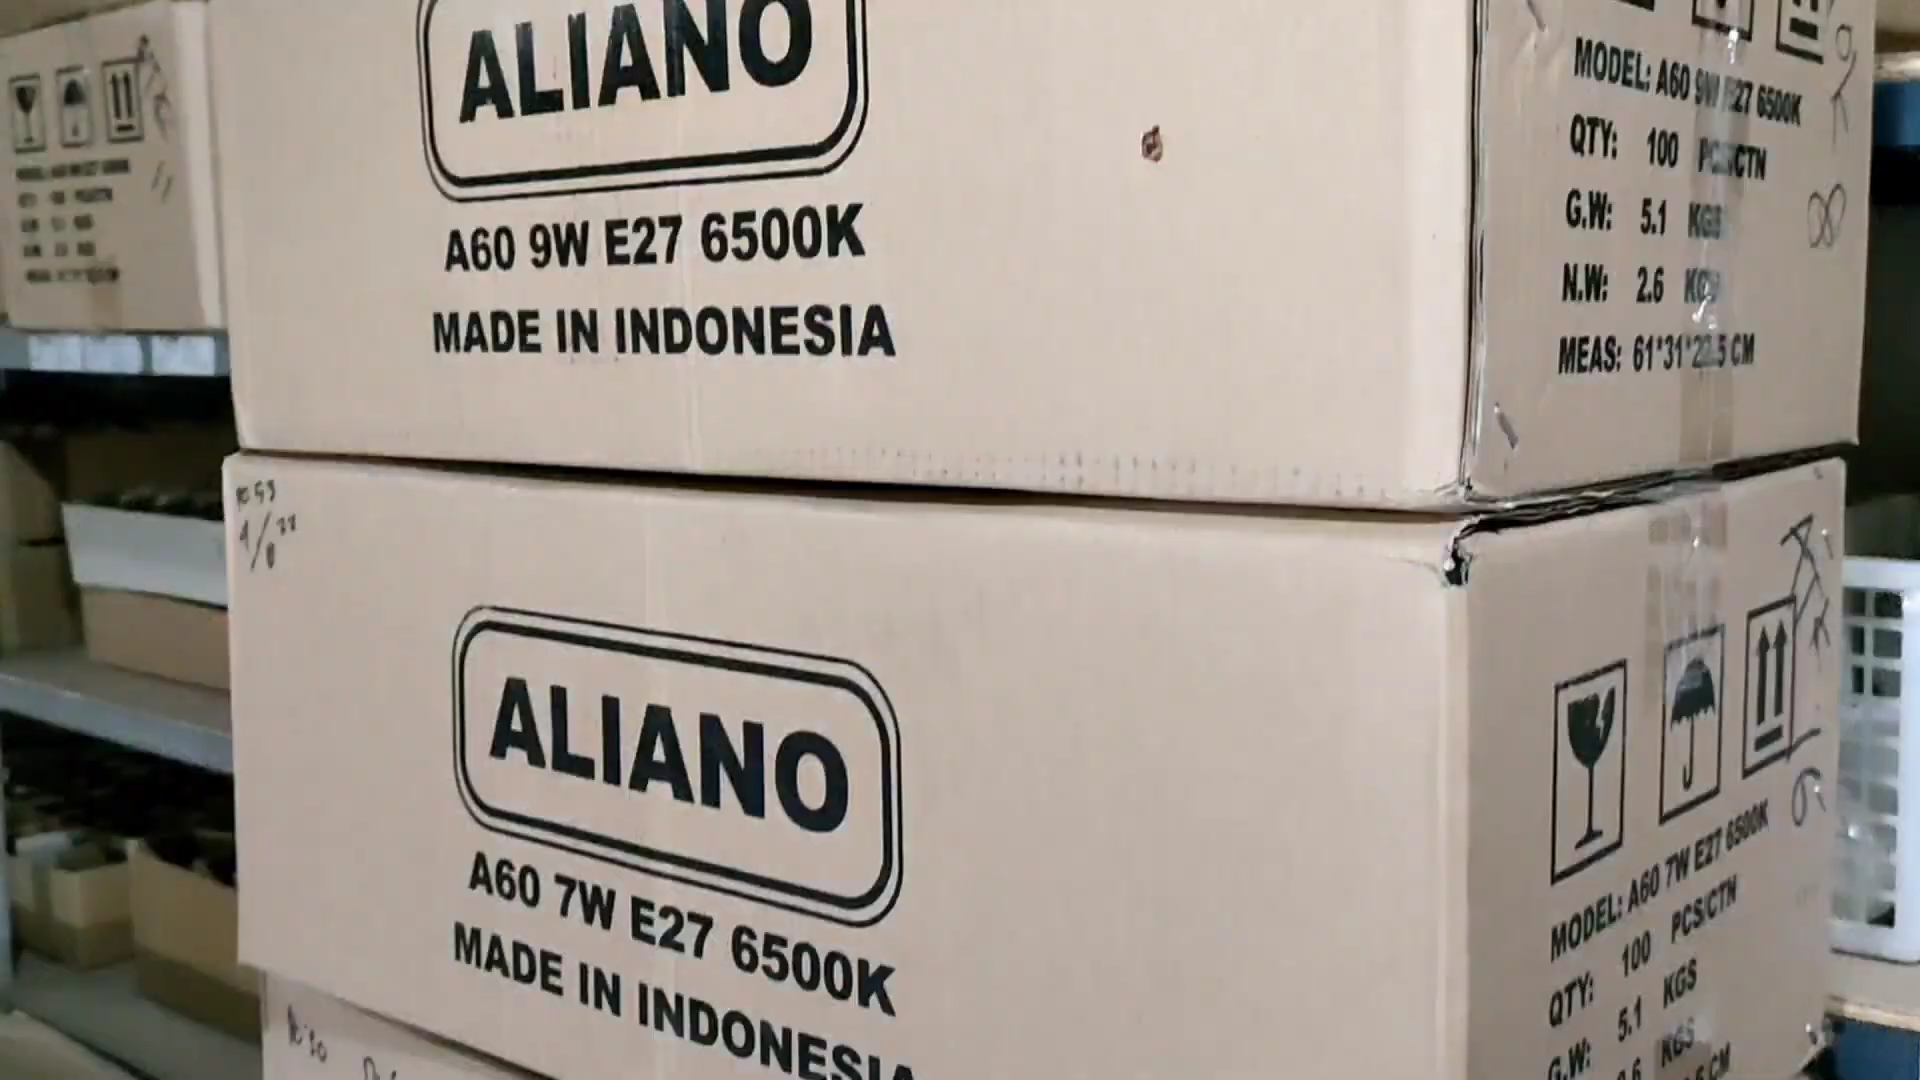 ALIANO
A60 9W E27 6500K
MADE IN INDONESIA
MODEL: A60 9W E27 6500K
QTY: 100 PCS/CTN
G.W: 5.1 KGS
N.W: 2.6 KGS
MEAS: 61*31*22.5 CM
ALIANO
A60 7W E27 6500K
MADE IN INDONESIA
MODEL: A60 7W E27 6500K
QTY: 100 PCS/CTN
G.W: 5.1 KGS
KGS
CM